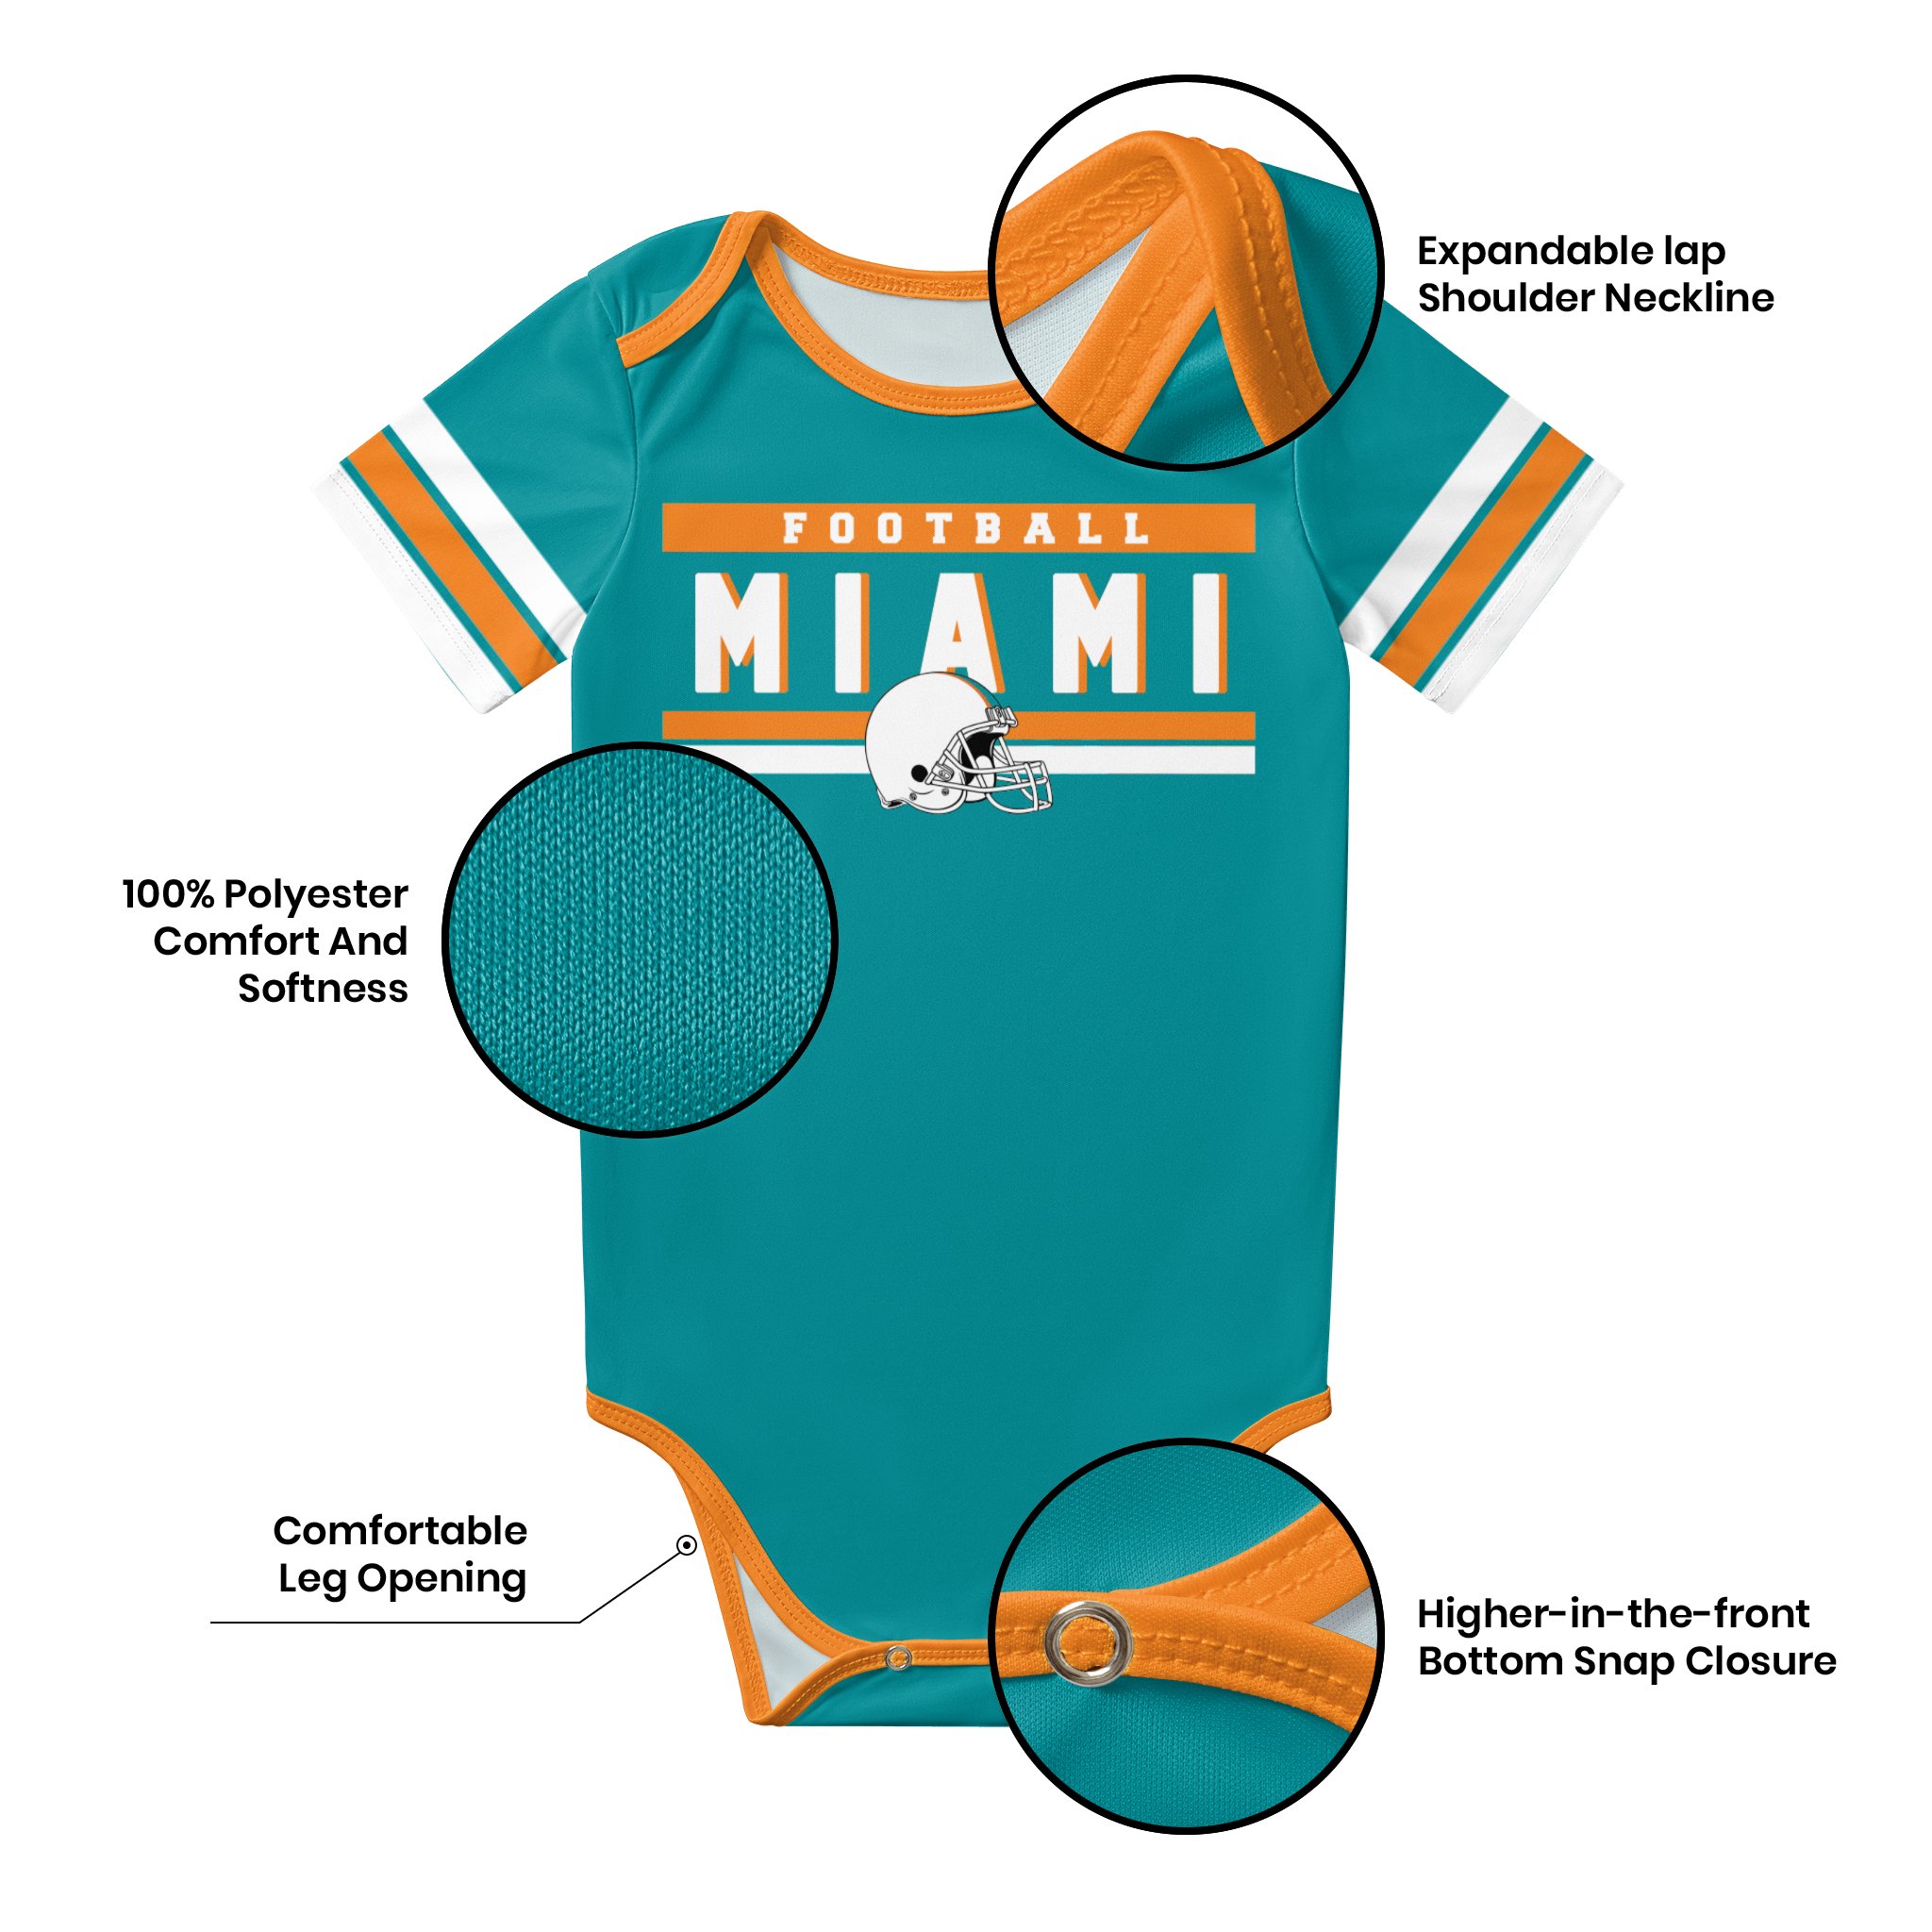 Expandable lap
Shoulder Neckline
FOOTBALL
MIAMI
100% Polyester
Comfort And
Softness
Comfortable
Leg Opening
Higher-in-the-front
Bottom Snap Closure